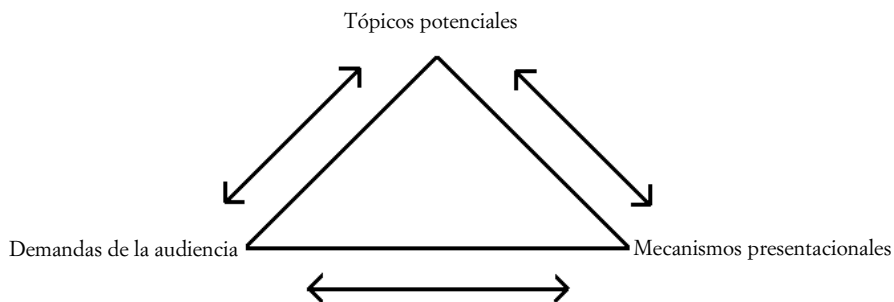 Tópicos potenciales
Demandas de la audiencia
Mecanismos presentacionales